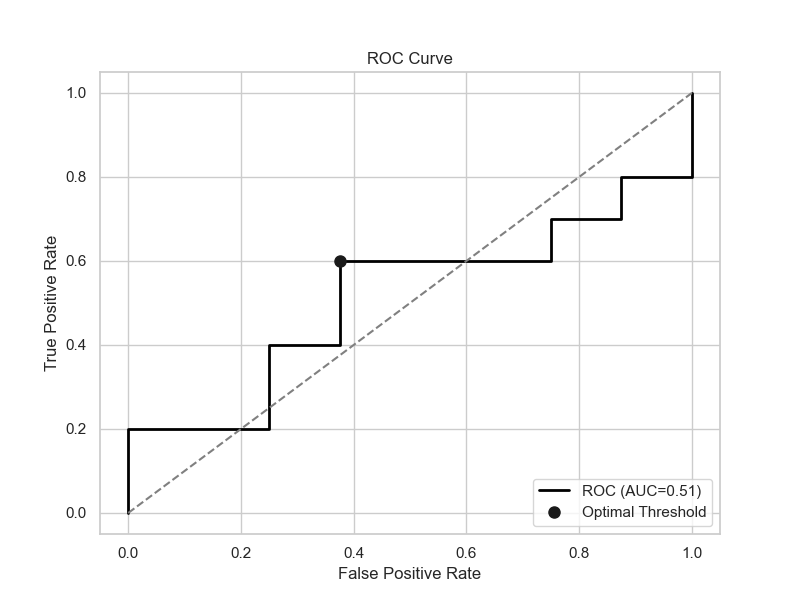 ROC Curve
1.0
0.8
0.6
0.4
0.2
0.0
True Positive Rate
ROC (AUC=0.51)
Optimal Threshold
0.0 0.2 0.4 0.6 0.8 1.0
False Positive Rate